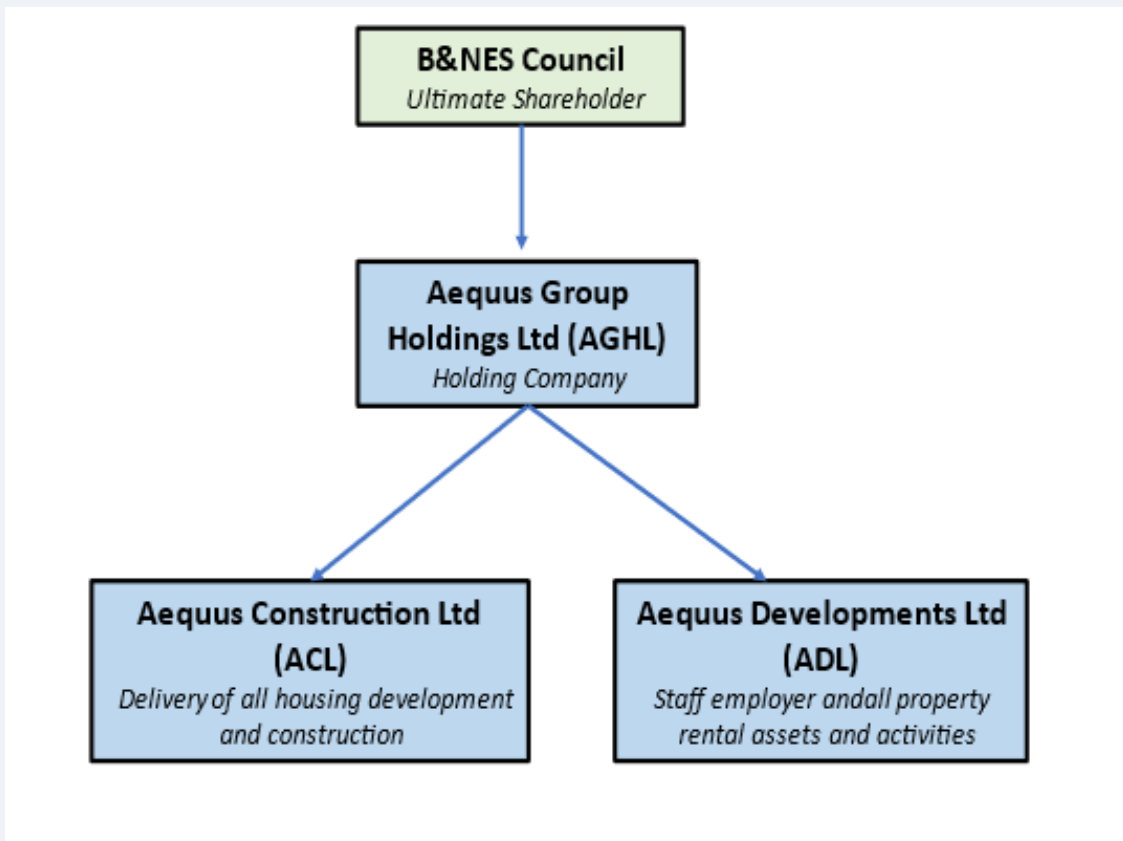 B&NES Council
Ultimate Shareholder
Aequus Group
Holdings Ltd (AGHL)
Holding Company
Aequus Construction Ltd
(ACL)
Delivery of all housing development
and construction
Aequus Developments Ltd
(ADL)
Staff employer andall property
rental assets and activities